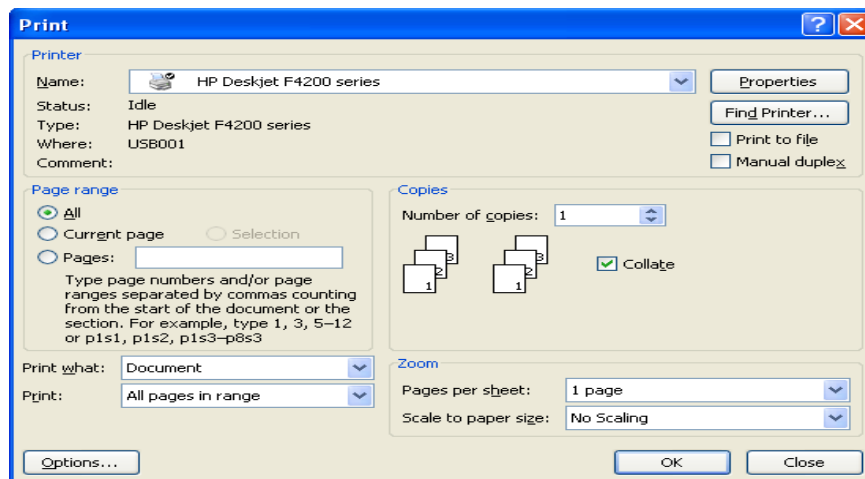 Print
Printer
Name: HP Deskjet F4200 series Properties
Status: Idle
Find Printer...
Type: HP Deskjet F4200 series
Where: USB001 Print to file
Comment: Manual duplex
Page range
All
Current page Selection
Pages:
Type page numbers and/or page
ranges separated by commas counting
from the start of the document or the
section. For example, type 1, 3, 5–12
or p1s1, p1s2, p1s3–p8s3
Copies
Number of copies: 1
3 3
2 2
1 1
Collate
Print what: Document
Print: All pages in range
Zoom
Pages per sheet: 1 page
Scale to paper size: No Scaling
Options... OK Close